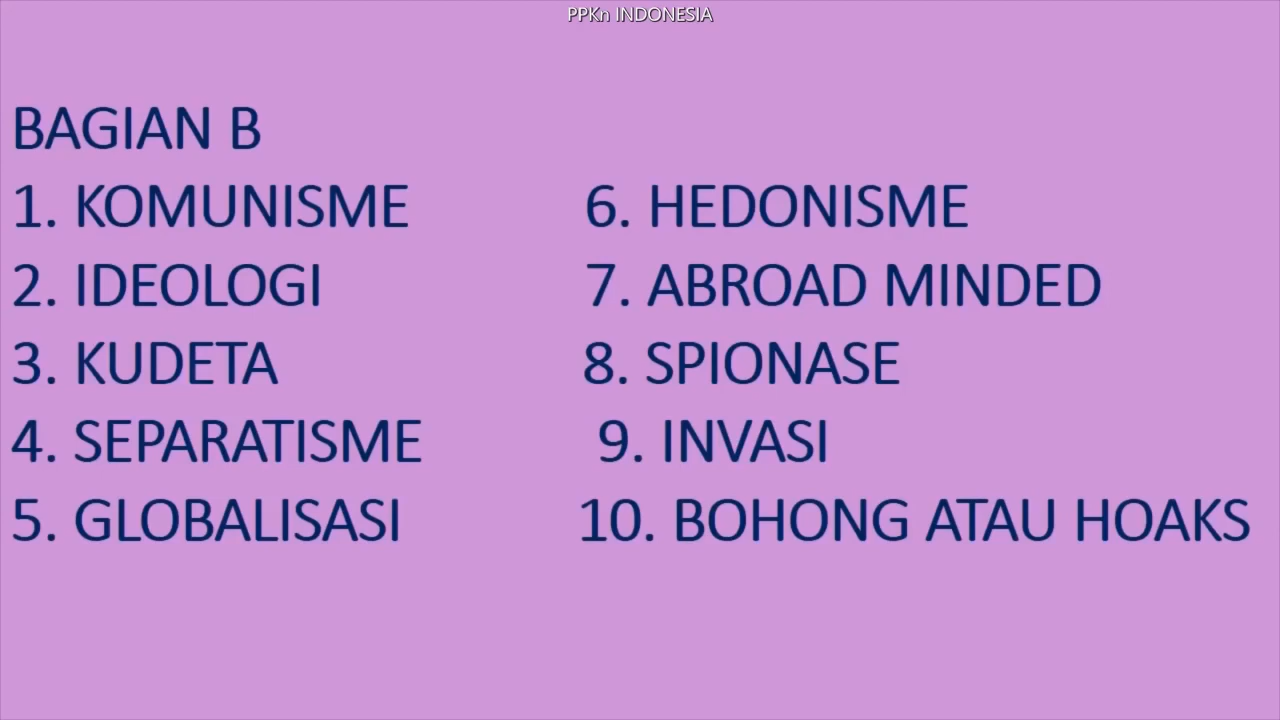 PPKn INDONESIA
BAGIAN B
1. KOMUNISME
2. IDEOLOGI
3. KUDETA
4. SEPARATISME
5. GLOBALISASI
6. HEDONISME
7. ABROAD MINDED
8. SPIONASE
9. INVASI
10. BOHONG ATAU HOAKS